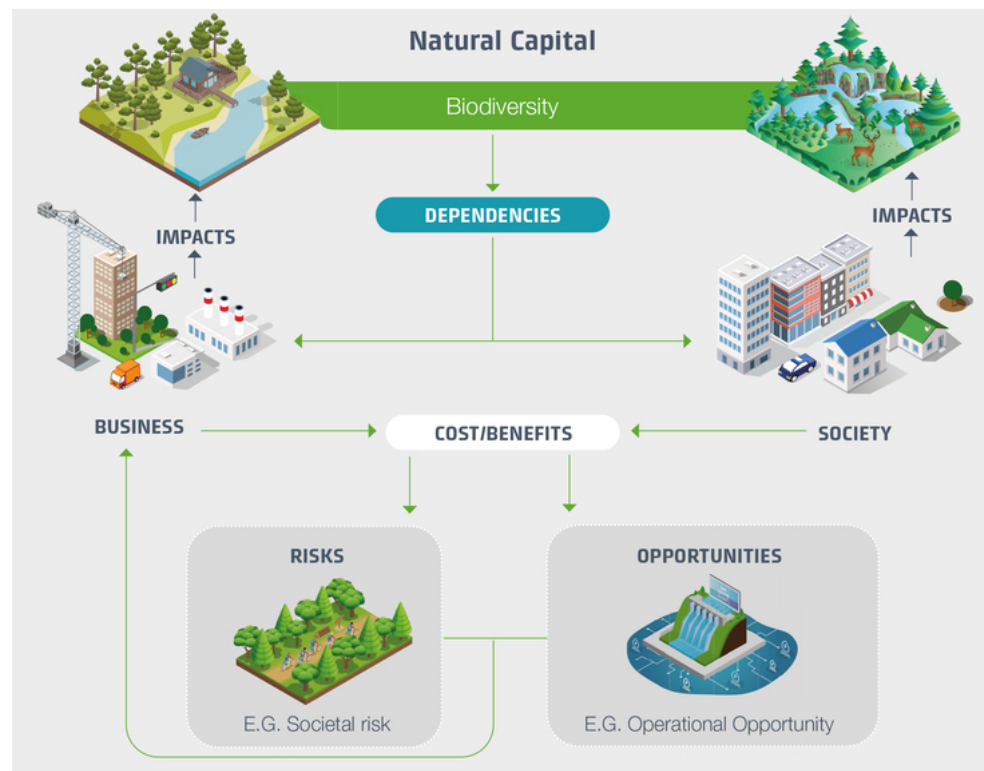 Natural Capital
Biodiversity
DEPENDENCIES
IMPACTS
IMPACTS
BUSINESS
COST/BENEFITS
SOCIETY
RISKS
OPPORTUNITIES
E.G. Societal risk
E.G. Operational Opportunity